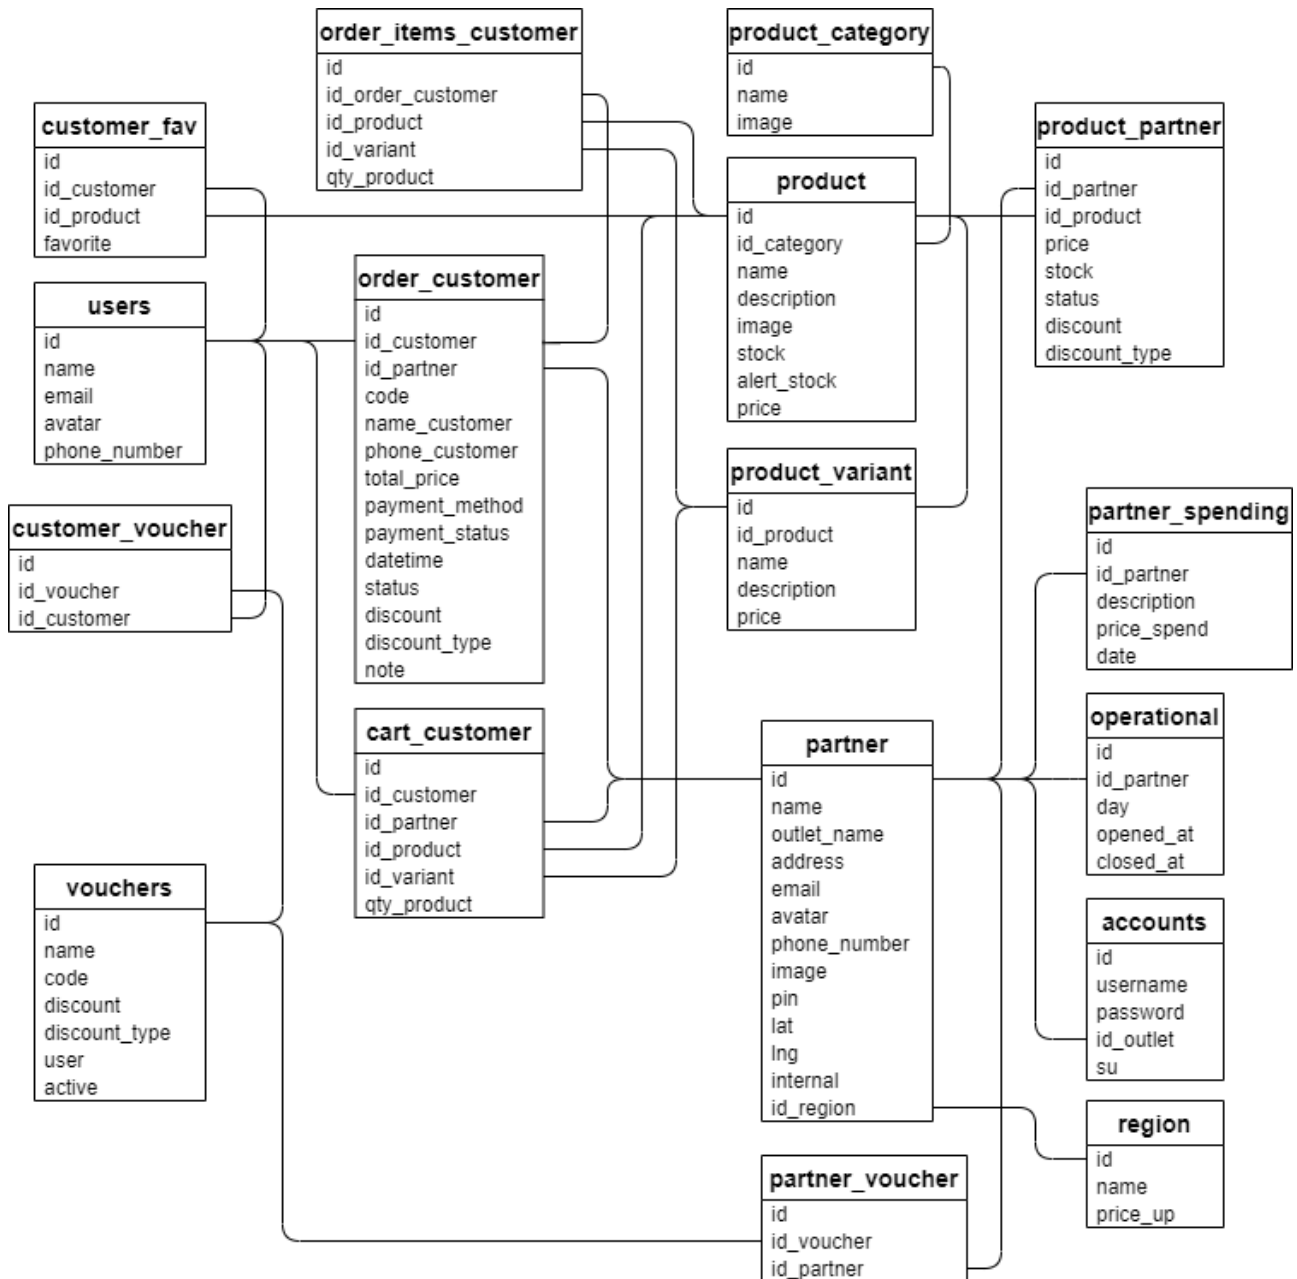 order_items_customer
id
id_order_customer
id_product
id_variant
qty_product
product_category
id
name
image
customer_fav
id
id_customer
id_product
favorite
product_partner
id
id_partner
id_product
price
stock
status
discount
discount_type
product
id
id_category
name
description
image
stock
alert_stock
price
order_customer
id
id_customer
id_partner
code
name_customer
phone_customer
total_price
payment_method
payment_status
datetime
status
discount
discount_type
note
users
id
name
email
avatar
phone_number
product_variant
id
id_product
name
description
price
customer_voucher
id
id_voucher
id_customer
partner_spending
id
id_partner
description
price_spend
date
cart_customer
id
id_customer
id_partner
id_product
id_variant
qty_product
partner
id
name
outlet_name
address
email
avatar
phone_number
image
pin
lat
lng
internal
id_region
operational
id
id_partner
day
opened_at
closed_at
vouchers
id
name
code
discount
discount_type
user
active
accounts
id
username
password
id_outlet
su
region
id
name
price_up
partner_voucher
id
id_voucher
id_partner